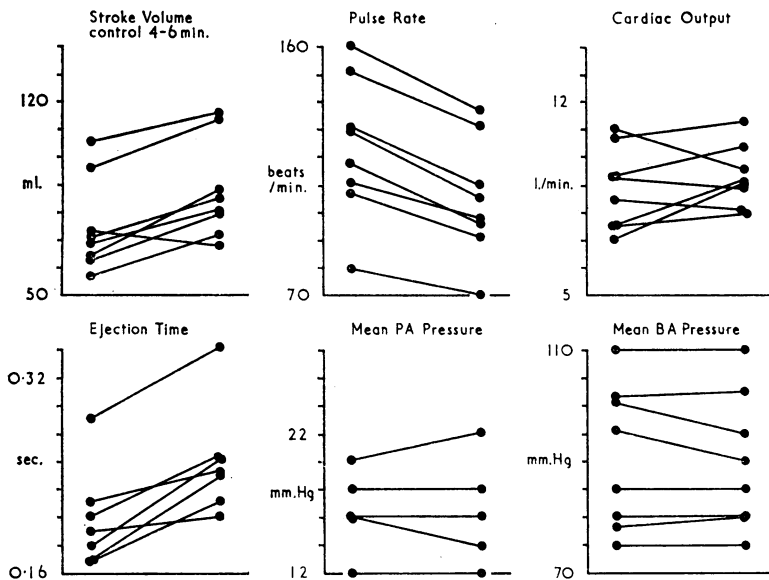 Stroke Volume
control 4-6min.
120
ml.
50
Pulse Rate
160
beats
/min.
70
Cardiac Output
12
l./min.
5
Ejection Time
0·32
sec.
0·16
Mean PA Pressure
22
mm.Hg
12
Mean BA Pressure
110
mm.Hg
70